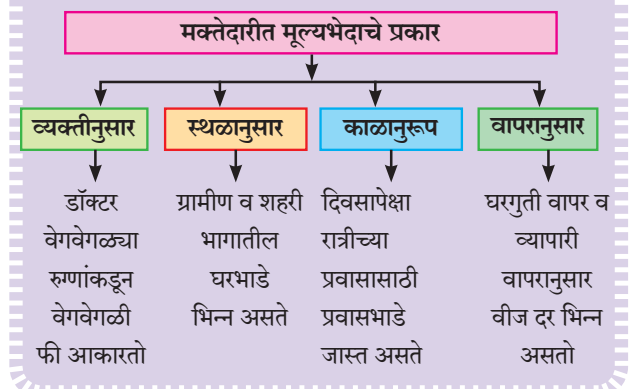 मक्तेदारीत मूल्यभेदाचे प्रकार
व्यक्तीनुसार
डॉक्टर
वेगवेगळ्या
रुग्णांकडून
वेगवेगळी
फी आकारतो
स्थळानुसार
ग्रामीण व शहरी
भागातील
घरभाडे
भिन्न असते
काळानुरूप
दिवसापेक्षा
रात्रीच्या
प्रवासासाठी
प्रवासभाडे
जास्त असते
वापरानुसार
घरगुती वापर व
व्यापारी
वापरानुसार
वीज दर भिन्न
असतो